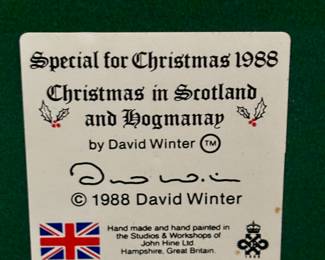 Special for Christmas 1988
Christmas in Scotland
and Hogmanay
by David Winter TM
© 1988 David Winter
Hand made and hand painted in
the Studios & Workshops of
John Hine Ltd.
Hampshire, Great Britain.